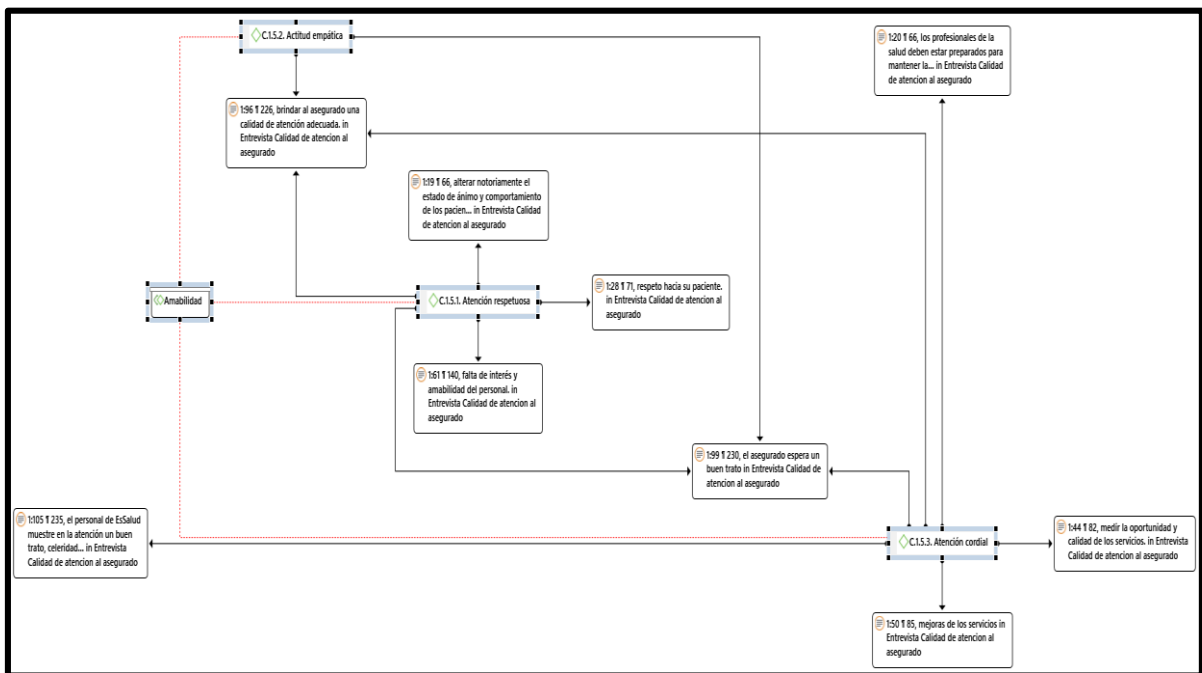 C.1.5.2. Actitud empática
1:20 ¶ 66, los profesionales de la
salud deben estar preparados para
mantener la... in Entrevista Calidad
de atencion al asegurado
1:96 ¶ 226, brindar al asegurado una
calidad de atención adecuada. in
Entrevista Calidad de atencion al
asegurado
1:19 ¶ 66, alterar notoriamente el
estado de ánimo y comportamiento
de los pacien... in Entrevista Calidad
de atencion al asegurado
Amabilidad
C.1.5.1. Atención respetuosa
1:28 ¶ 71, respeto hacia su paciente.
in Entrevista Calidad de atencion al
asegurado
1:61 ¶ 140, falta de interés y
amabilidad del personal. in
Entrevista Calidad de atencion al
asegurado
1:99 ¶ 230, el asegurado espera un
buen trato in Entrevista Calidad de
atencion al asegurado
1:105 ¶ 235, el personal de EsSalud
muestre en la atención un buen
trato, celeridad... in Entrevista
Calidad de atencion al asegurado
C.1.5.3. Atención cordial
1:44 ¶ 82, medir la oportunidad y
calidad de los servicios. in Entrevista
Calidad de atencion al asegurado
1:50 ¶ 85, mejoras de los servicios in
Entrevista Calidad de atencion al
asegurado